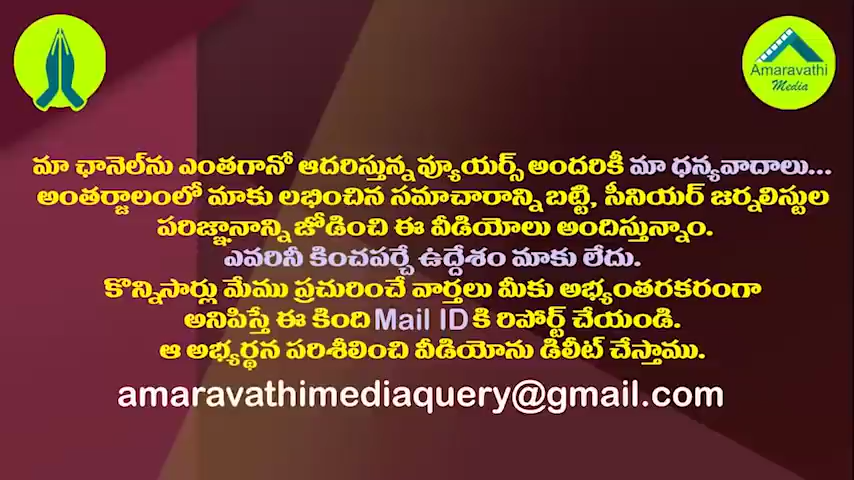 Amaravathi
Media
మా ఛానెల్‌ను ఎంతగానో ఆదరిస్తున్న వ్యూయర్స్ అందరికీ మా ధన్యవాదాలు...
అంతర్జాలంలో మాకు లభించిన సమాచారాన్ని బట్టి, సీనియర్ జర్నలిస్టుల
పరిజ్ఞానాన్ని జోడించి ఈ వీడియోలు అందిస్తున్నాం.
ఎవరినీ కించపర్చే ఉద్దేశం మాకు లేదు.
కొన్నిసార్లు మేము ప్రచురించే వార్తలు మీకు అభ్యంతరకరంగా
అనిపిస్తే ఈ కింది Mail ID కి రిపోర్ట్ చేయండి.
ఆ అభ్యర్థన పరిశీలించి వీడియోను డిలీట్ చేస్తాము.
amaravathimediaquery@gmail.com